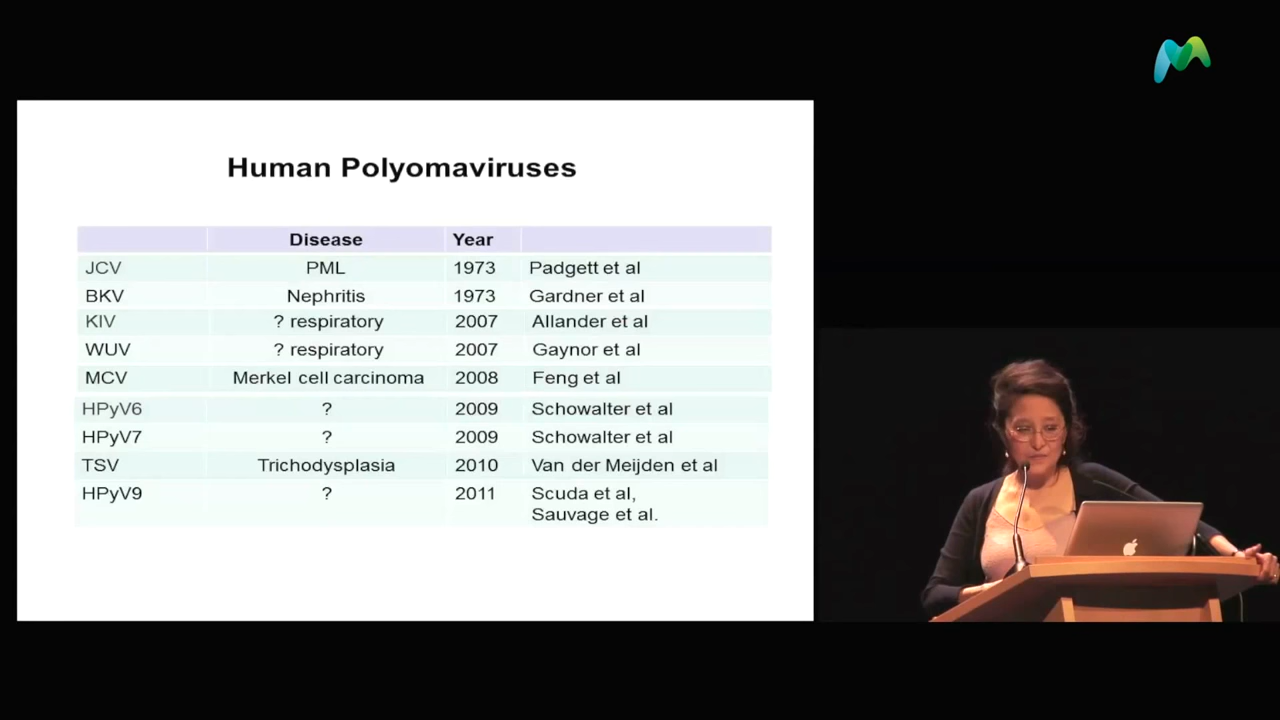 Human Polyomaviruses
Disease Year
JCV PML 1973 Padgett et al
BKV Nephritis 1973 Gardner et al
KIV ? respiratory 2007 Allander et al
WUV ? respiratory 2007 Gaynor et al
MCV Merkel cell carcinoma 2008 Feng et al
HPyV6 ? 2009 Schowalter et al
HPyV7 ? 2009 Schowalter et al
TSV Trichodysplasia 2010 Van der Meijden et al
HPyV9 ? 2011 Scuda et al,
Sauvage et al.